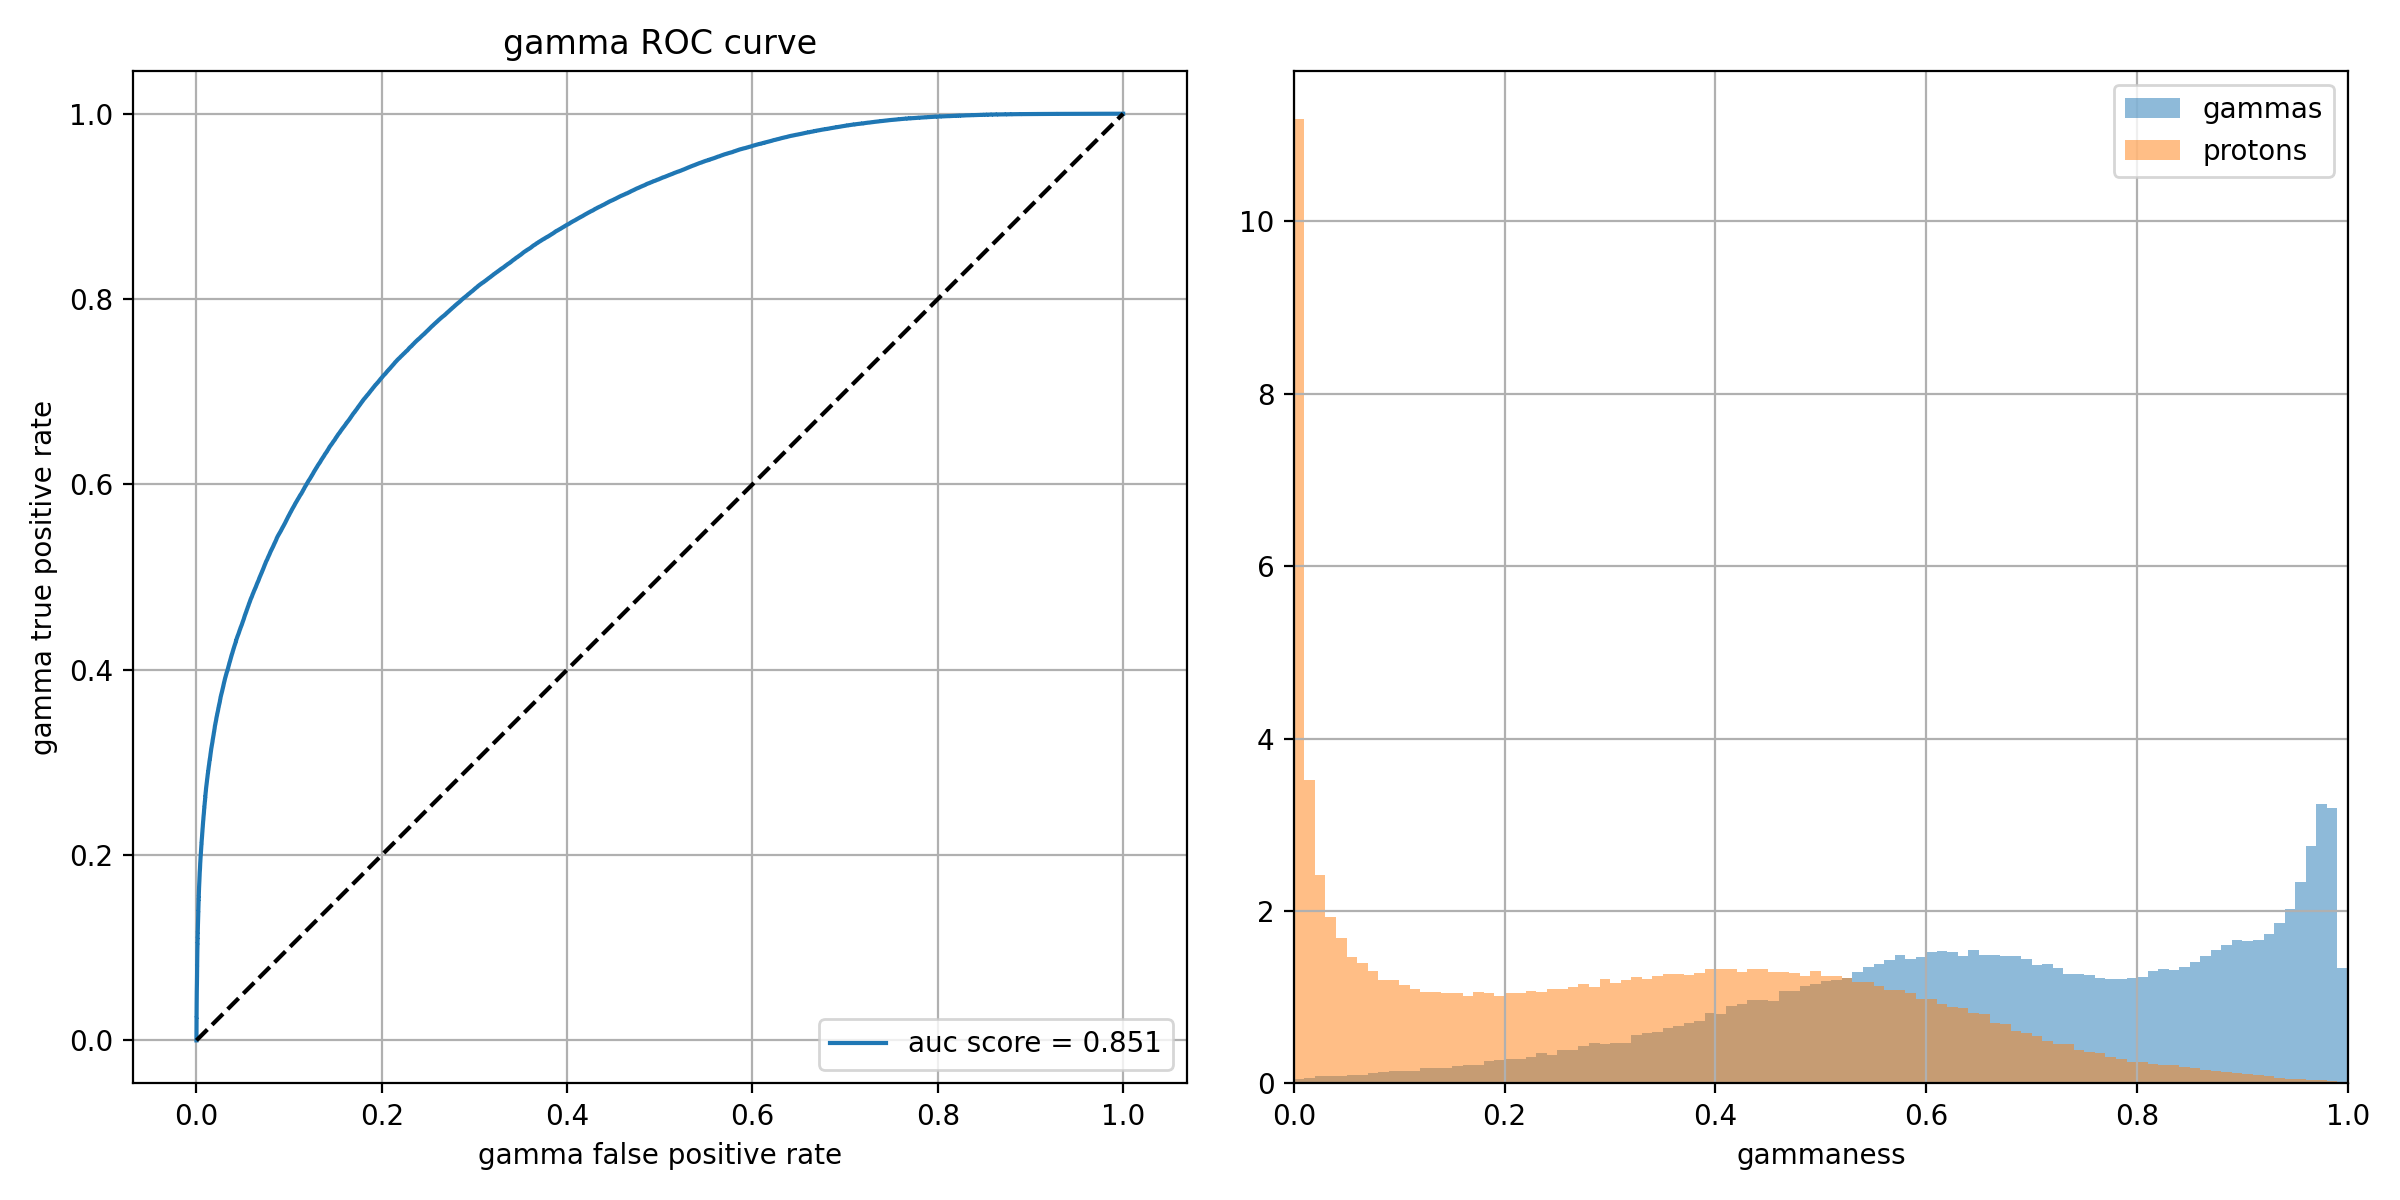 gamma ROC curve
1.0
0.8
0.6
0.4
0.2
0.0
gamma true positive rate
0.0 0.2 0.4 0.6 0.8 1.0
gamma false positive rate
auc score = 0.851
gammas
protons
10
8
6
4
2
0
0.0 0.2 0.4 0.6 0.8 1.0
gammaness